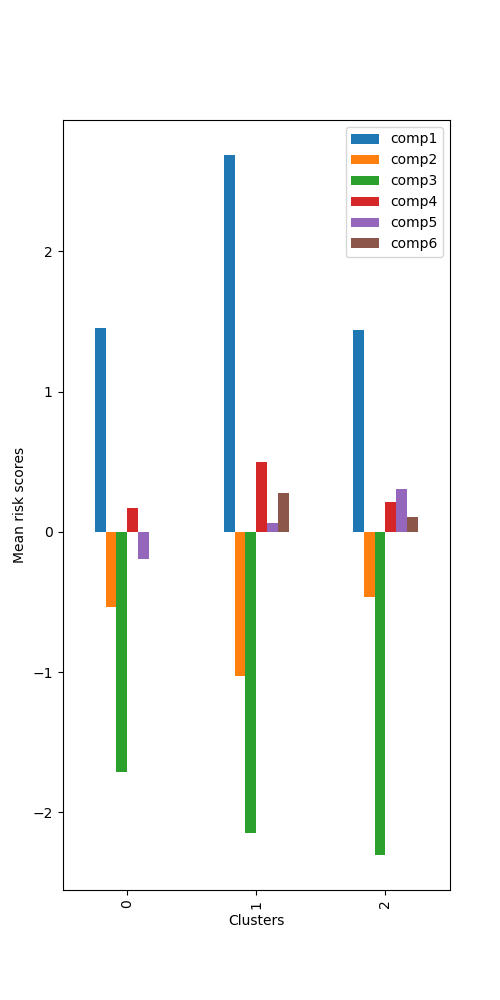 comp1
comp2
comp3
comp4
comp5
comp6
Mean risk scores
2
1
0
−1
−2
0
1
2
Clusters